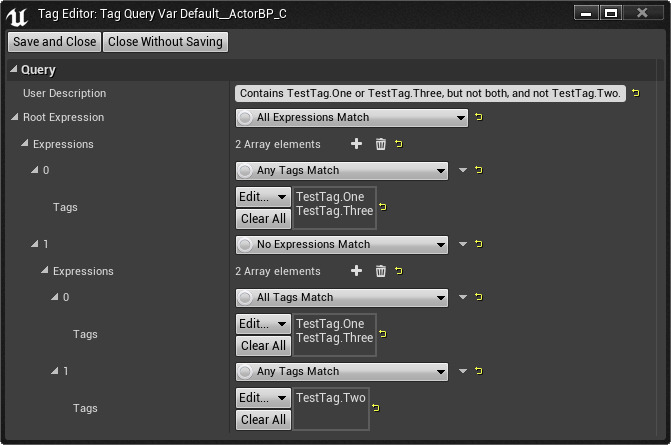 Tag Editor: Tag Query Var Default__ActorBP_C
Save and Close Close Without Saving
Query
User Description Contains TestTag.One or TestTag.Three, but not both, and not TestTag.Two.
Root Expression All Expressions Match
Expressions 2 Array elements
0 Any Tags Match
Tags Edit... TestTag.One
Clear All TestTag.Three
1 No Expressions Match
Expressions 2 Array elements
0 All Tags Match
Tags Edit... TestTag.One
Clear All TestTag.Three
1 Any Tags Match
Tags Edit... TestTag.Two
Clear All